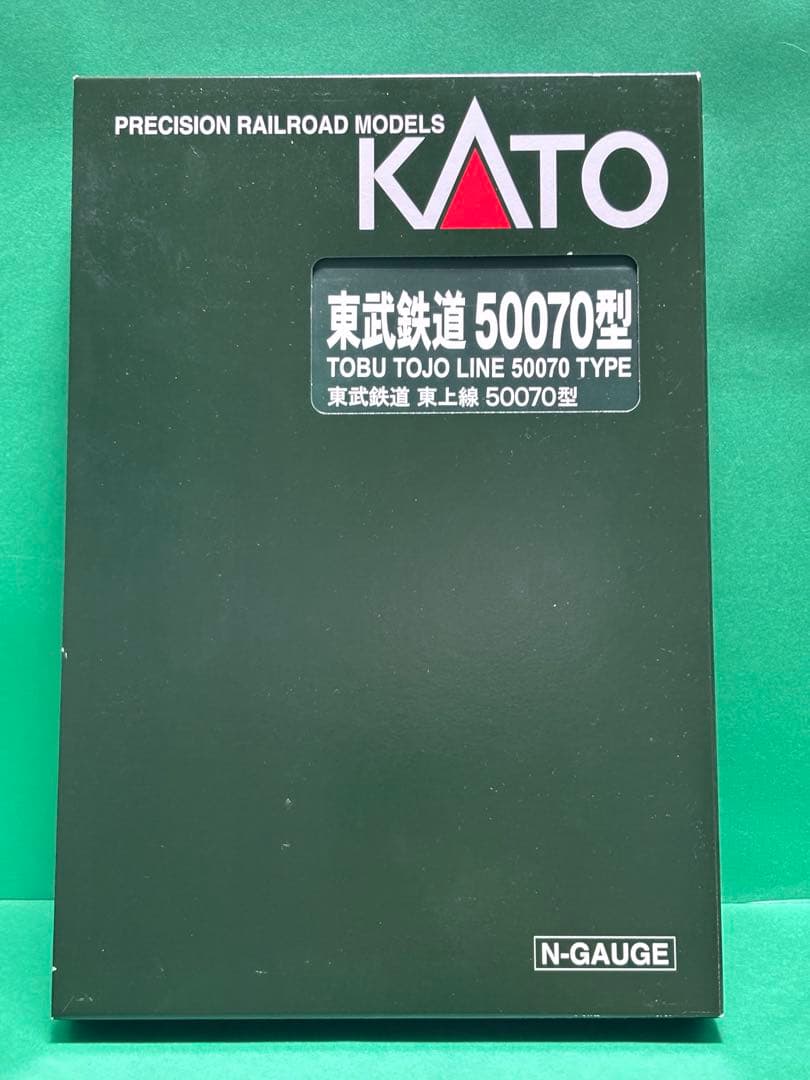 PRECISION RAILROAD MODELS
KATO
東武鉄道 50070型
TOBU TOJO LINE 50070 TYPE
東武鉄道 東上線 50070型
N-GAUGE